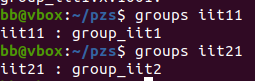 bb@vbox:~/pzs$ groups iit11
iit11 : group_iit1
bb@vbox:~/pzs$ groups iit21
iit21 : group_iit2